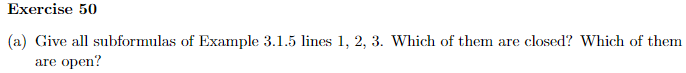 Exercise 50
(a) Give all subformulas of Example 3.1.5 lines 1, 2, 3. Which of them are closed? Which of them
are open?